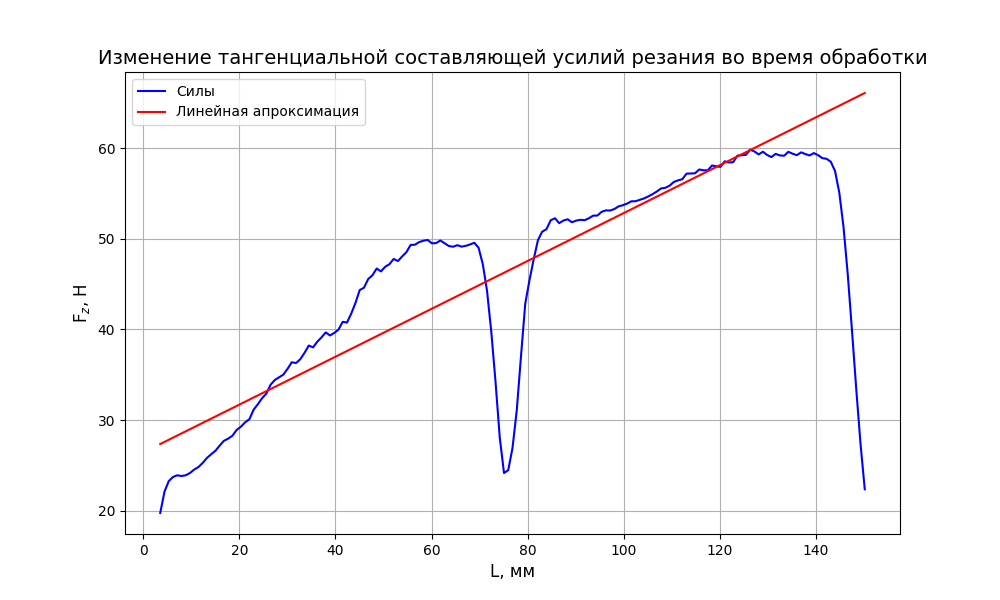 Изменение тангенциальной составляющей усилий резания во время обработки
Силы
Линейная апроксимация
60
50
40
30
20
F_z, Н
0 20 40 60 80 100 120 140
L, мм